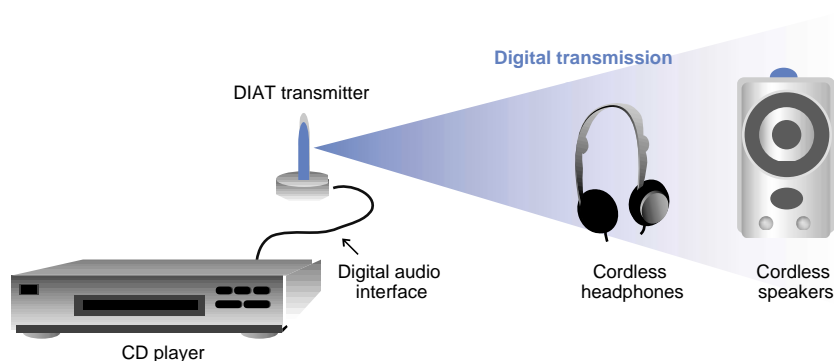 Digital transmission
DIAT transmitter
Digital audio
interface
Cordless
headphones
Cordless
speakers
CD player